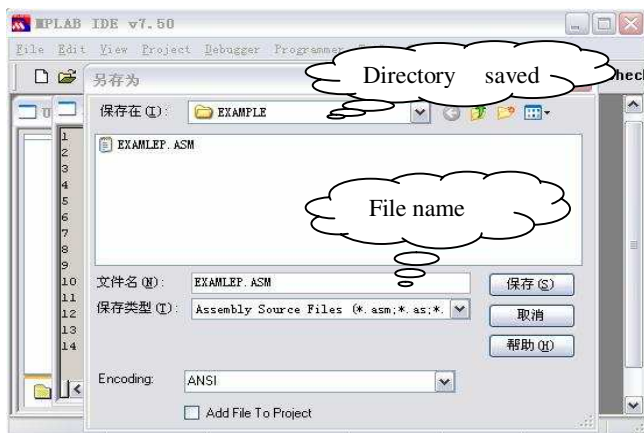 MPLAB IDE v7.50
File Edit View Project Debugger Programmer
另存为
Directory saved
Chec
保存在(I):
EXAMPLE
EXAMLEP.ASM
1
2
3
4
5
6
7
8
9
10
11
12
13
14
File name
文件名(N):
EXAMLEP.ASM
保存(S)
保存类型(T):
Assembly Source Files (*.asm;*.as;*.
取消
帮助(H)
Encoding:
ANSI
Add File To Project